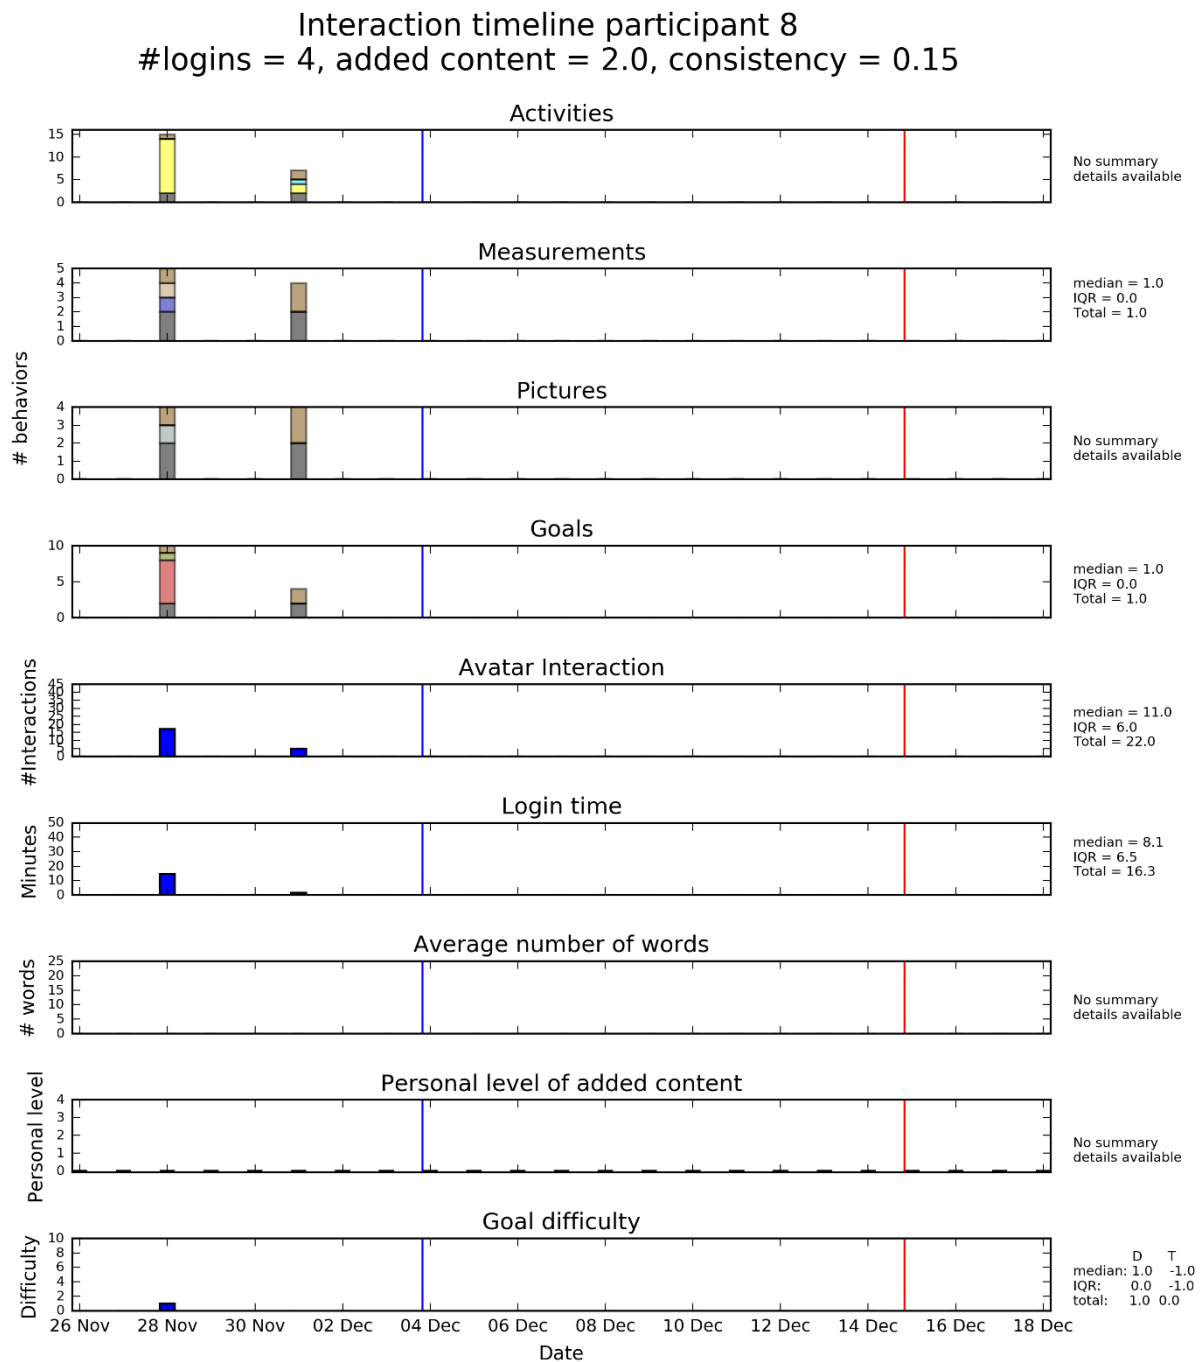 Interaction timeline participant 8
#logins = 4, added content = 2.0, consistency = 0.15
Activities
15
10
5
0
No summary
details available
Measurements
5
4
3
2
1
0
median = 1.0
IQR = 0.0
Total = 1.0
# behaviors
Pictures
4
3
2
1
0
No summary
details available
Goals
10
5
0
median = 1.0
IQR = 0.0
Total = 1.0
Avatar Interaction
#Interactions
45
40
35
30
25
20
15
10
5
0
median = 11.0
IQR = 6.0
Total = 22.0
Login time
Minutes
50
40
30
20
10
0
median = 8.1
IQR = 6.5
Total = 16.3
Average number of words
# words
25
20
15
10
5
0
No summary
details available
Personal level of added content
Personal level
4
3
2
1
0
No summary
details available
Goal difficulty
Difficulty
10
8
6
4
2
0
D T
median: 1.0 -1.0
IQR: 0.0 -1.0
total: 1.0 0.0
26 Nov 28 Nov 30 Nov 02 Dec 04 Dec 06 Dec 08 Dec 10 Dec 12 Dec 14 Dec 16 Dec 18 Dec
Date